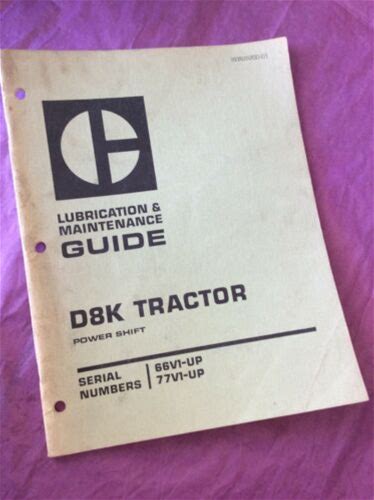 LUBRICATION &
MAINTENANCE
GUIDE
D8K TRACTOR
POWER SHIFT
SERIAL NUMBERS
66V1-UP
77V1-UP